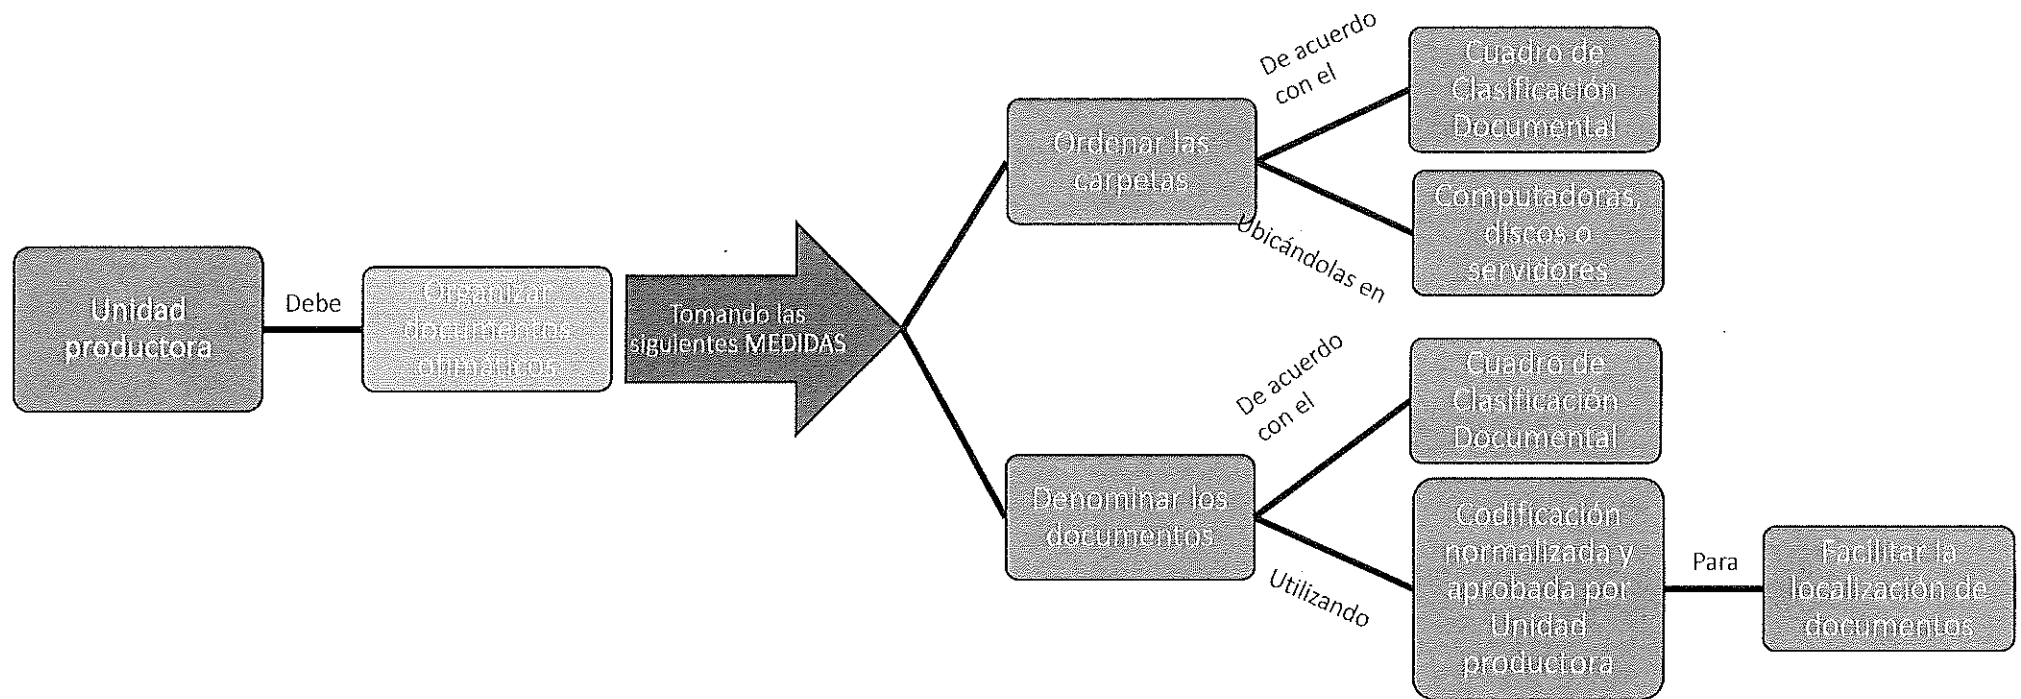 Unidad
productora
Debe
Organizar
documentos
ofimáticos
Tomando las
siguientes MEDIDAS
Ordenar las
carpetas
De acuerdo
con el
Cuadro de
Clasificación
Documental
Ubicándolas en
Computadoras,
discos o
servidores
Denominar los
documentos
De acuerdo
con el
Cuadro de
Clasificación
Documental
Utilizando
Codificación
normalizada y
aprobada por
Unidad
productora
Para
Facilitar la
localización de
documentos